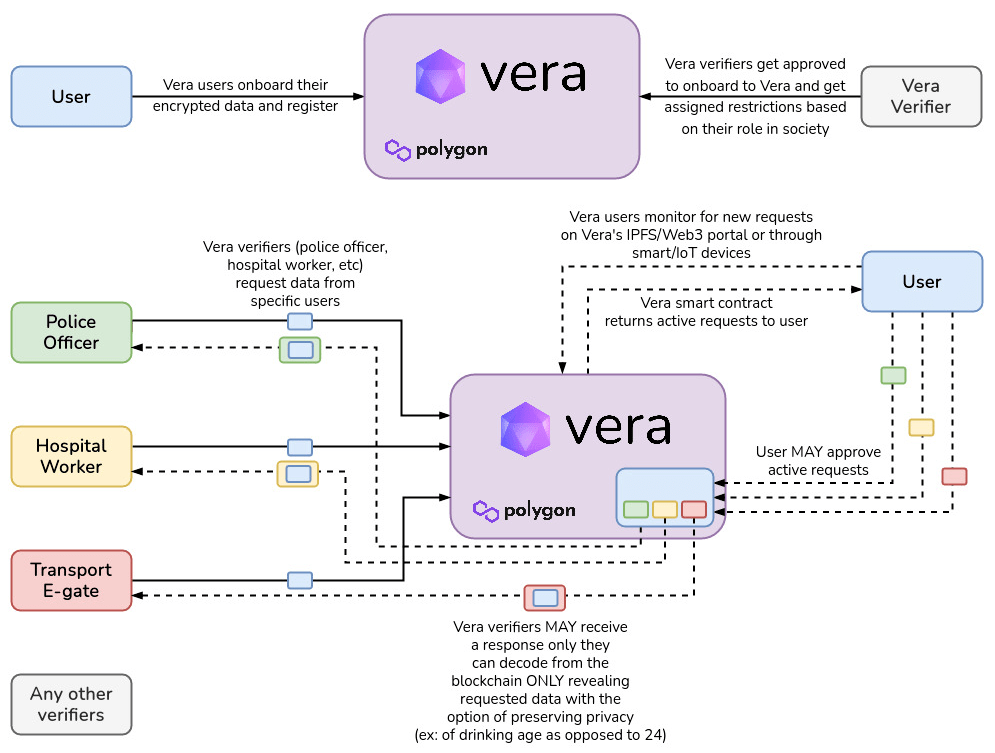 User
Vera users onboard their
encrypted data and register
vera
polygon
Vera verifiers get approved
to onboard to Vera and get
assigned restrictions based
on their role in society
Vera
Verifier
Vera users monitor for new requests
on Vera's IPFS/Web3 portal or through
smart/IoT devices
Vera verifiers (police officer,
hospital worker, etc)
request data from
specific users
User
Vera smart contract
returns active requests to user
Police
Officer
Hospital
Worker
vera
polygon
User MAY approve
active requests
Transport
E-gate
Vera verifiers MAY receive
a response only they
can decode from the
blockchain ONLY revealing
requested data with the
option of preserving privacy
(ex: of drinking age as opposed to 24)
Any other
verifiers